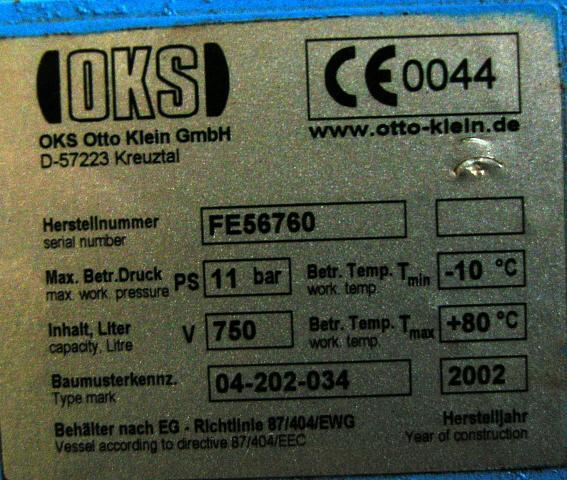 OKS
CE 0044
OKS Otto Klein GmbH
D-57223 Kreuztal
www.otto-klein.de
Herstellnummer
serial number
FE56760
Max. Betr.Druck
max. work. pressure
PS
11 bar
Betr. Temp. Tmin
work. temp.
-10 °C
Inhalt, Liter
capacity, Litre
V
750
Betr. Temp. Tmax
work. temp.
+80 °C
Baumusterkennz.
Type mark
04-202-034
2002
Behälter nach EG - Richtlinie 87/404/EWG
Vessel according to directive 87/404/EEC
Herstelljahr
Year of construction